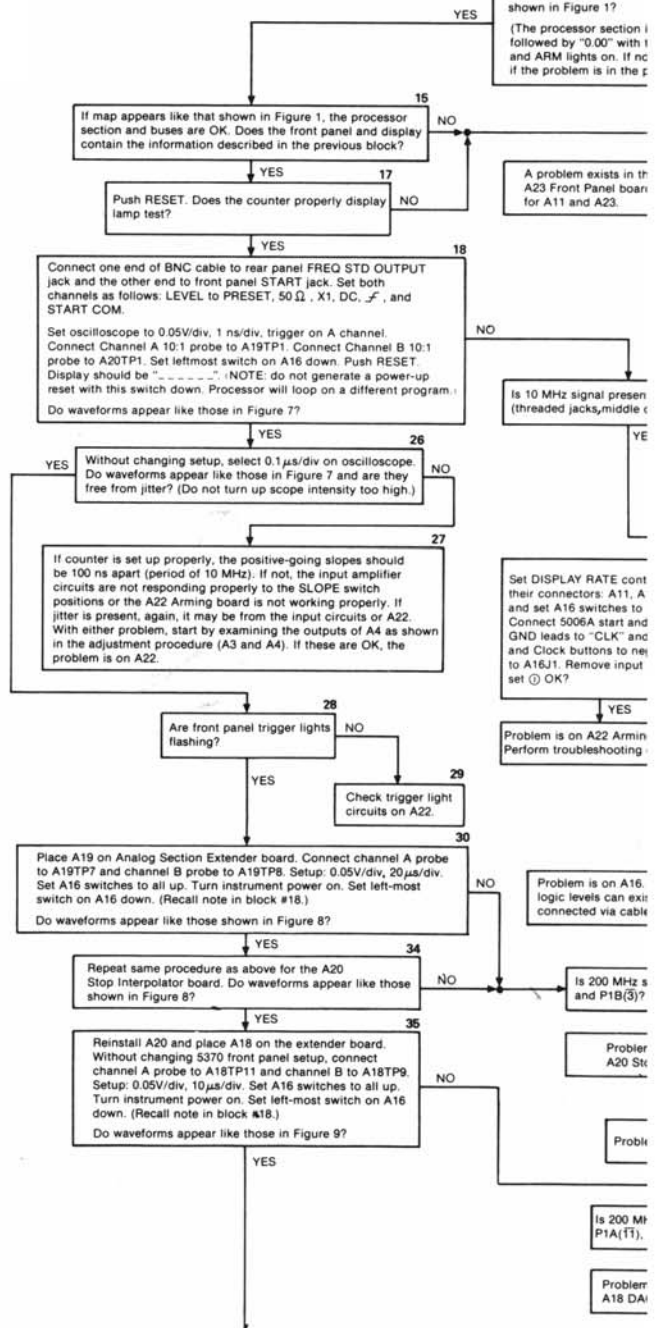 shown in Figure 1?
(The processor section i
followed by "0.00" with
and ARM lights on. If no
if the problem is in the p
YES
15
If map appears like that shown in Figure 1, the processor
section and buses are OK. Does the front panel and display
contain the information described in the previous block?
NO
YES
17
Push RESET. Does the counter properly display
lamp test?
NO
A problem exists in th
A23 Front Panel board
for A11 and A23.
YES
18
Connect one end of BNC cable to rear panel FREQ STD OUTPUT
jack and the other end to front panel START jack. Set both
channels as follows: LEVEL to PRESET, 50 Ω , X1, DC, ⨍ , and
START COM.
Set oscilloscope to 0.05V/div, 1 ns/div, trigger on A channel.
Connect Channel A 10:1 probe to A19TP1. Connect Channel B 10:1
probe to A20TP1. Set leftmost switch on A16 down. Push RESET.
Display should be "_ _ _ _ _ _". (NOTE: do not generate a power-up
reset with this switch down. Processor will loop on a different program.)
Do waveforms appear like those in Figure 7?
NO
Is 10 MHz signal presen
(threaded jacks, middle
YE
YES
26
Without changing setup, select 0.1µs/div on oscilloscope.
Do waveforms appear like those in Figure 7 and are they
free from jitter? (Do not turn up scope intensity too high.)
YES
NO
27
If counter is set up properly, the positive-going slopes should
be 100 ns apart (period of 10 MHz). If not, the input amplifier
circuits are not responding properly to the SLOPE switch
positions or the A22 Arming board is not working properly. If
jitter is present, again, it may be from the input circuits or A22.
With either problem, start by examining the outputs of A4 as shown
in the adjustment procedure (A3 and A4). If these are OK, the
problem is on A22.
Set DISPLAY RATE cont
their connectors: A11, A
and set A16 switches to
Connect 5006A start and
GND leads to "CLK" and
and Clock buttons to neg
to A16J1. Remove input
set ① OK?
YES
Problem is on A22 Armin
Perform troubleshooting
28
Are front panel trigger lights
flashing?
NO
YES
29
Check trigger light
circuits on A22.
30
Place A19 on Analog Section Extender board. Connect channel A probe
to A19TP7 and channel B probe to A19TP8. Setup: 0.05V/div, 20µs/div.
Set A16 switches to all up. Turn instrument power on. Set left-most
switch on A16 down. (Recall note in block #18.)
Do waveforms appear like those shown in Figure 8?
NO
Problem is on A16.
logic levels can exis
connected via cable
YES
34
Repeat same procedure as above for the A20
Stop Interpolator board. Do waveforms appear like those
shown in Figure 8?
NO
Is 200 MHz s
and P1B(3̅)?
YES
35
Reinstall A20 and place A18 on the extender board.
Without changing 5370 front panel setup, connect
channel A probe to A18TP11 and channel B to A18TP9.
Setup: 0.05V/div, 10µs/div. Set A16 switches to all up.
Turn instrument power on. Set left-most switch on A16
down. (Recall note in block #18.)
Do waveforms appear like those in Figure 9?
NO
Problem
A20 Sto
Proble
YES
Is 200 MH
P1A(1̅1̅),
Problem
A18 DA